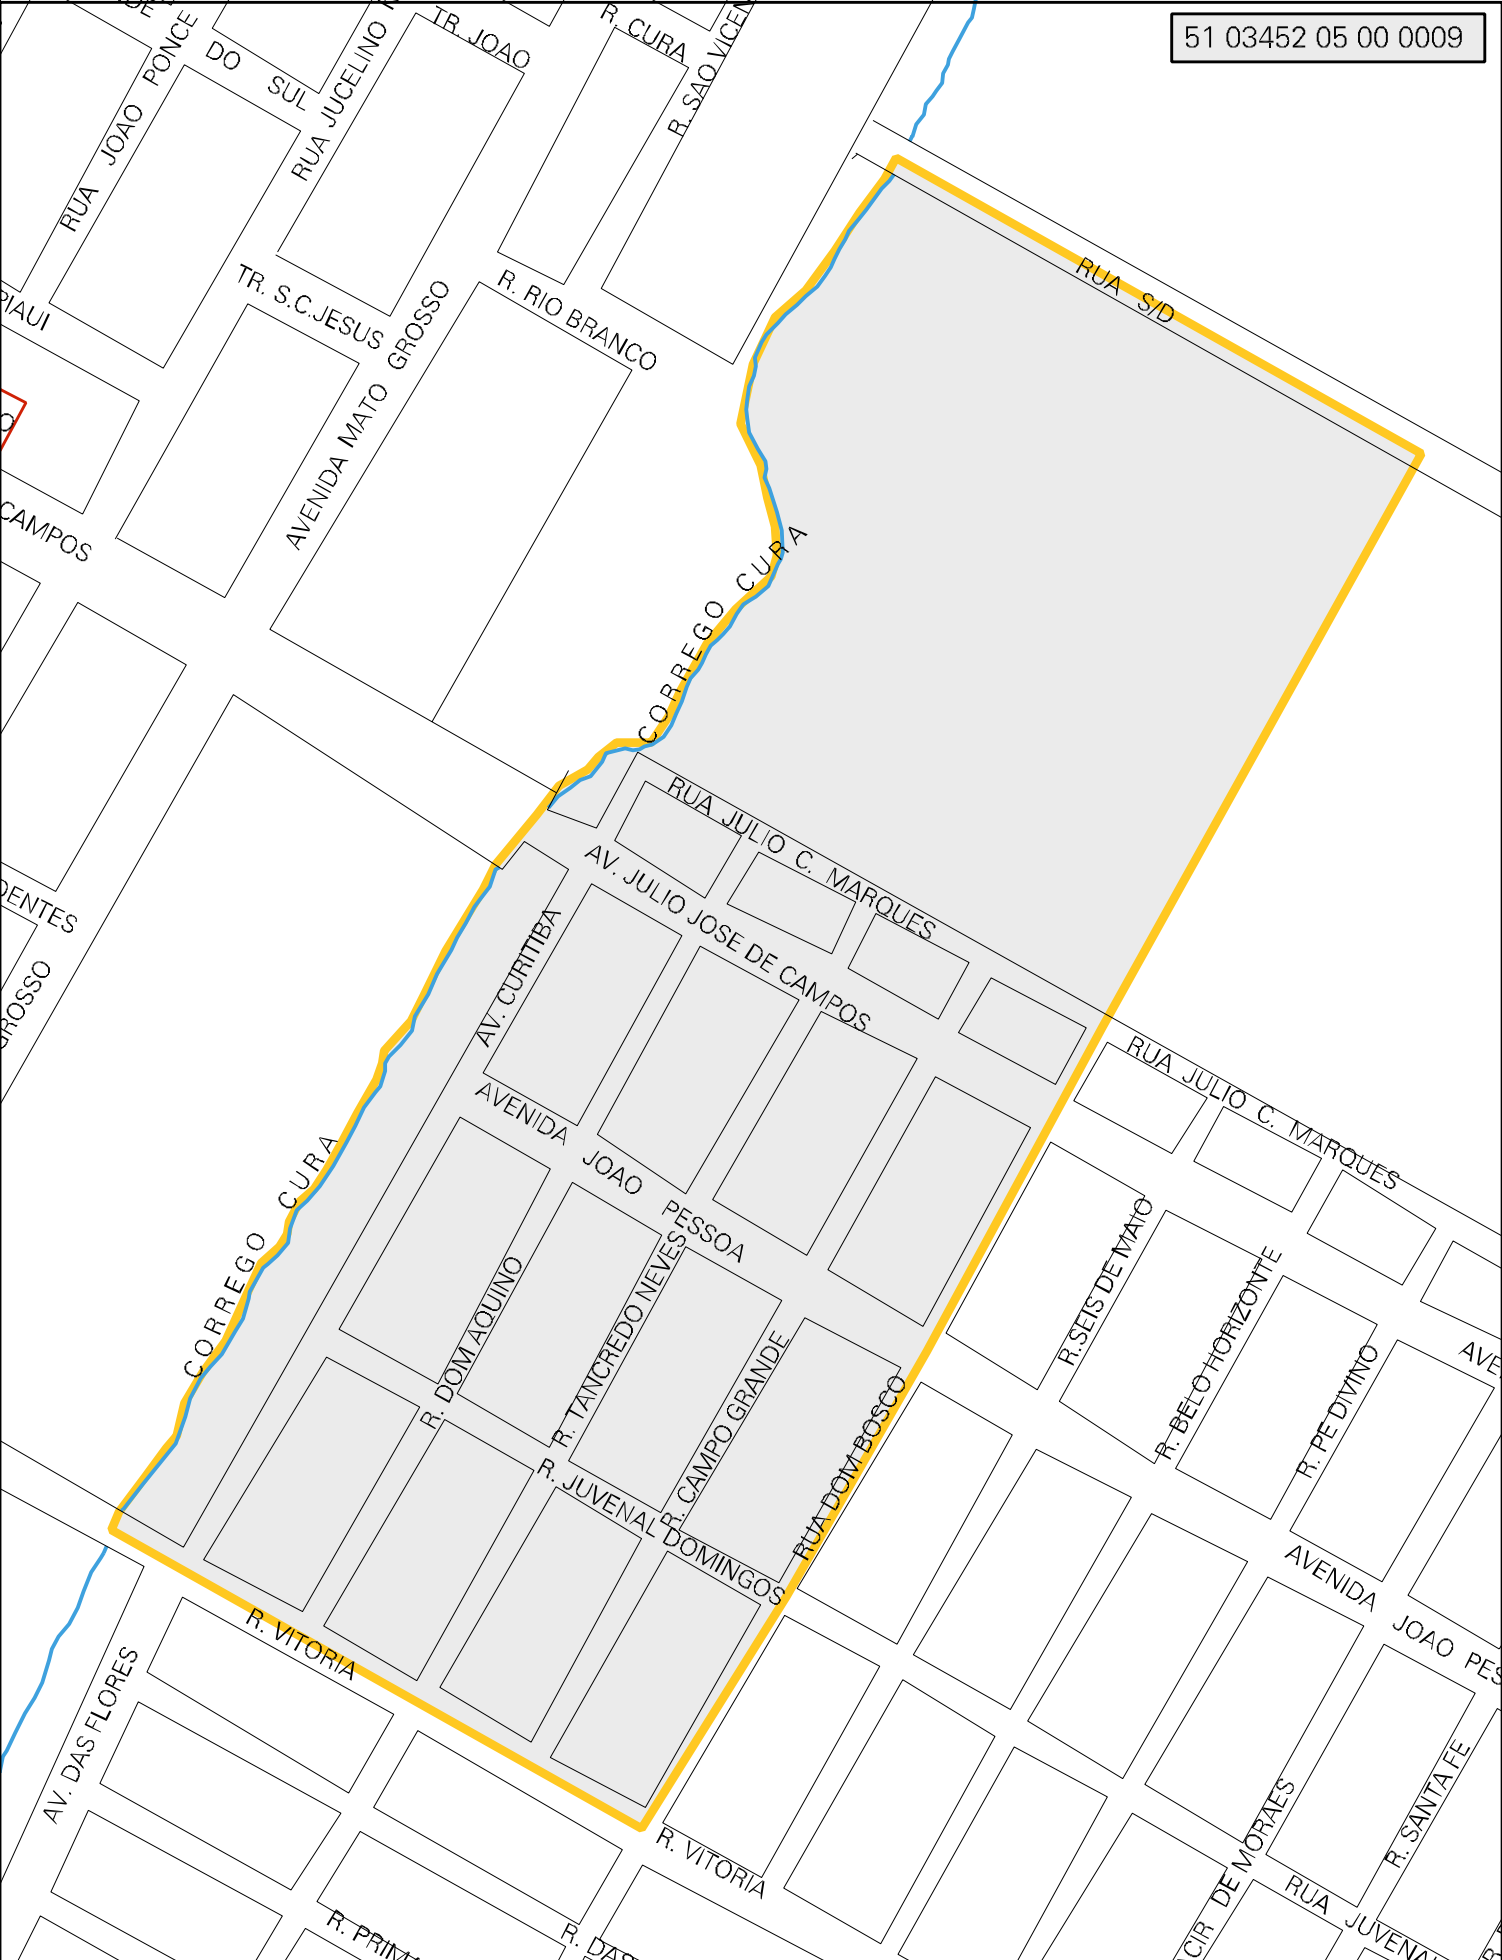 51 03452 05 00 0009
TR. JOAO
R. CURA
DO SUL
RUA JOAO PONCE
RUA JUCELINO
TR. S.C.JESUS
R. RIO BRANCO
RUA S/D
PIAUI
AVENIDA MATO GROSSO
CAMPOS
CORREGO CURA
RUA JULIO C. MARQUES
AV. JULIO JOSE DE CAMPOS
DENTES
GROSSO
AV. CURITIBA
AVENIDA JOAO PESSOA
RUA JULIO C. MARQUES
CORREGO CURA
R. DOM AQUINO
R. TANCREDO NEVES
R. CAMPO GRANDE
RUA DOM BOSCO
R.SEIS DE MAIO
R. BELO HORIZONTE
R. PE DIVINO
AVE
R. JUVENAL DOMINGOS
AVENIDA JOAO PES
R. VITORIA
AV. DAS FLORES
R. VITORIA
DE MORAES
R. SANTA FE
RUA JUVENA
R. PRIMA
R. DAS